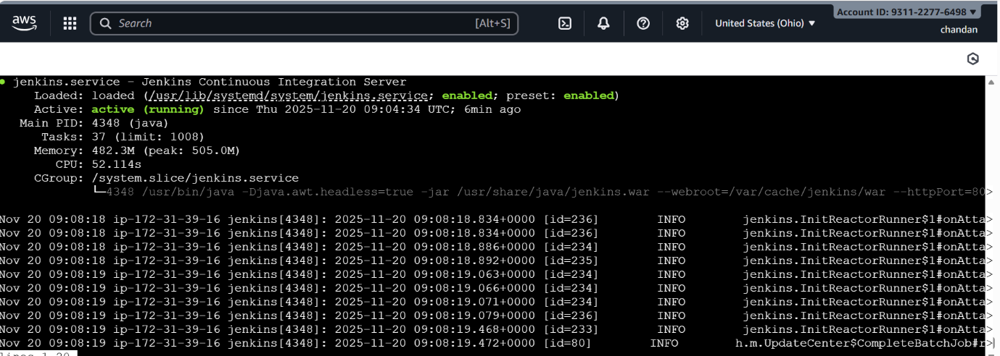 aws
Search [Alt+S]
United States (Ohio) ▼
Account ID: 9311-2277-6498 ▼
chandan
● jenkins.service - Jenkins Continuous Integration Server
Loaded: loaded (/usr/lib/systemd/system/jenkins.service; enabled; preset: enabled)
Active: active (running) since Thu 2025-11-20 09:04:34 UTC; 6min ago
Main PID: 4348 (java)
Tasks: 37 (limit: 1008)
Memory: 482.3M (peak: 505.0M)
CPU: 52.114s
CGroup: /system.slice/jenkins.service
└─4348 /usr/bin/java -Djava.awt.headless=true -jar /usr/share/java/jenkins.war --webroot=/var/cache/jenkins/war --httpPort=80>
Nov 20 09:08:18 ip-172-31-39-16 jenkins[4348]: 2025-11-20 09:08:18.834+0000 [id=236] INFO jenkins.InitReactorRunner$1#onAtta>
Nov 20 09:08:18 ip-172-31-39-16 jenkins[4348]: 2025-11-20 09:08:18.834+0000 [id=236] INFO jenkins.InitReactorRunner$1#onAtta>
Nov 20 09:08:18 ip-172-31-39-16 jenkins[4348]: 2025-11-20 09:08:18.886+0000 [id=234] INFO jenkins.InitReactorRunner$1#onAtta>
Nov 20 09:08:18 ip-172-31-39-16 jenkins[4348]: 2025-11-20 09:08:18.892+0000 [id=235] INFO jenkins.InitReactorRunner$1#onAtta>
Nov 20 09:08:19 ip-172-31-39-16 jenkins[4348]: 2025-11-20 09:08:19.063+0000 [id=234] INFO jenkins.InitReactorRunner$1#onAtta>
Nov 20 09:08:19 ip-172-31-39-16 jenkins[4348]: 2025-11-20 09:08:19.066+0000 [id=234] INFO jenkins.InitReactorRunner$1#onAtta>
Nov 20 09:08:19 ip-172-31-39-16 jenkins[4348]: 2025-11-20 09:08:19.071+0000 [id=234] INFO jenkins.InitReactorRunner$1#onAtta>
Nov 20 09:08:19 ip-172-31-39-16 jenkins[4348]: 2025-11-20 09:08:19.079+0000 [id=236] INFO jenkins.InitReactorRunner$1#onAtta>
Nov 20 09:08:19 ip-172-31-39-16 jenkins[4348]: 2025-11-20 09:08:19.468+0000 [id=233] INFO jenkins.InitReactorRunner$1#onAtta>
Nov 20 09:08:19 ip-172-31-39-16 jenkins[4348]: 2025-11-20 09:08:19.472+0000 [id=80] INFO h.m.UpdateCenter$CompleteBatchJob#r>
lines 1-20